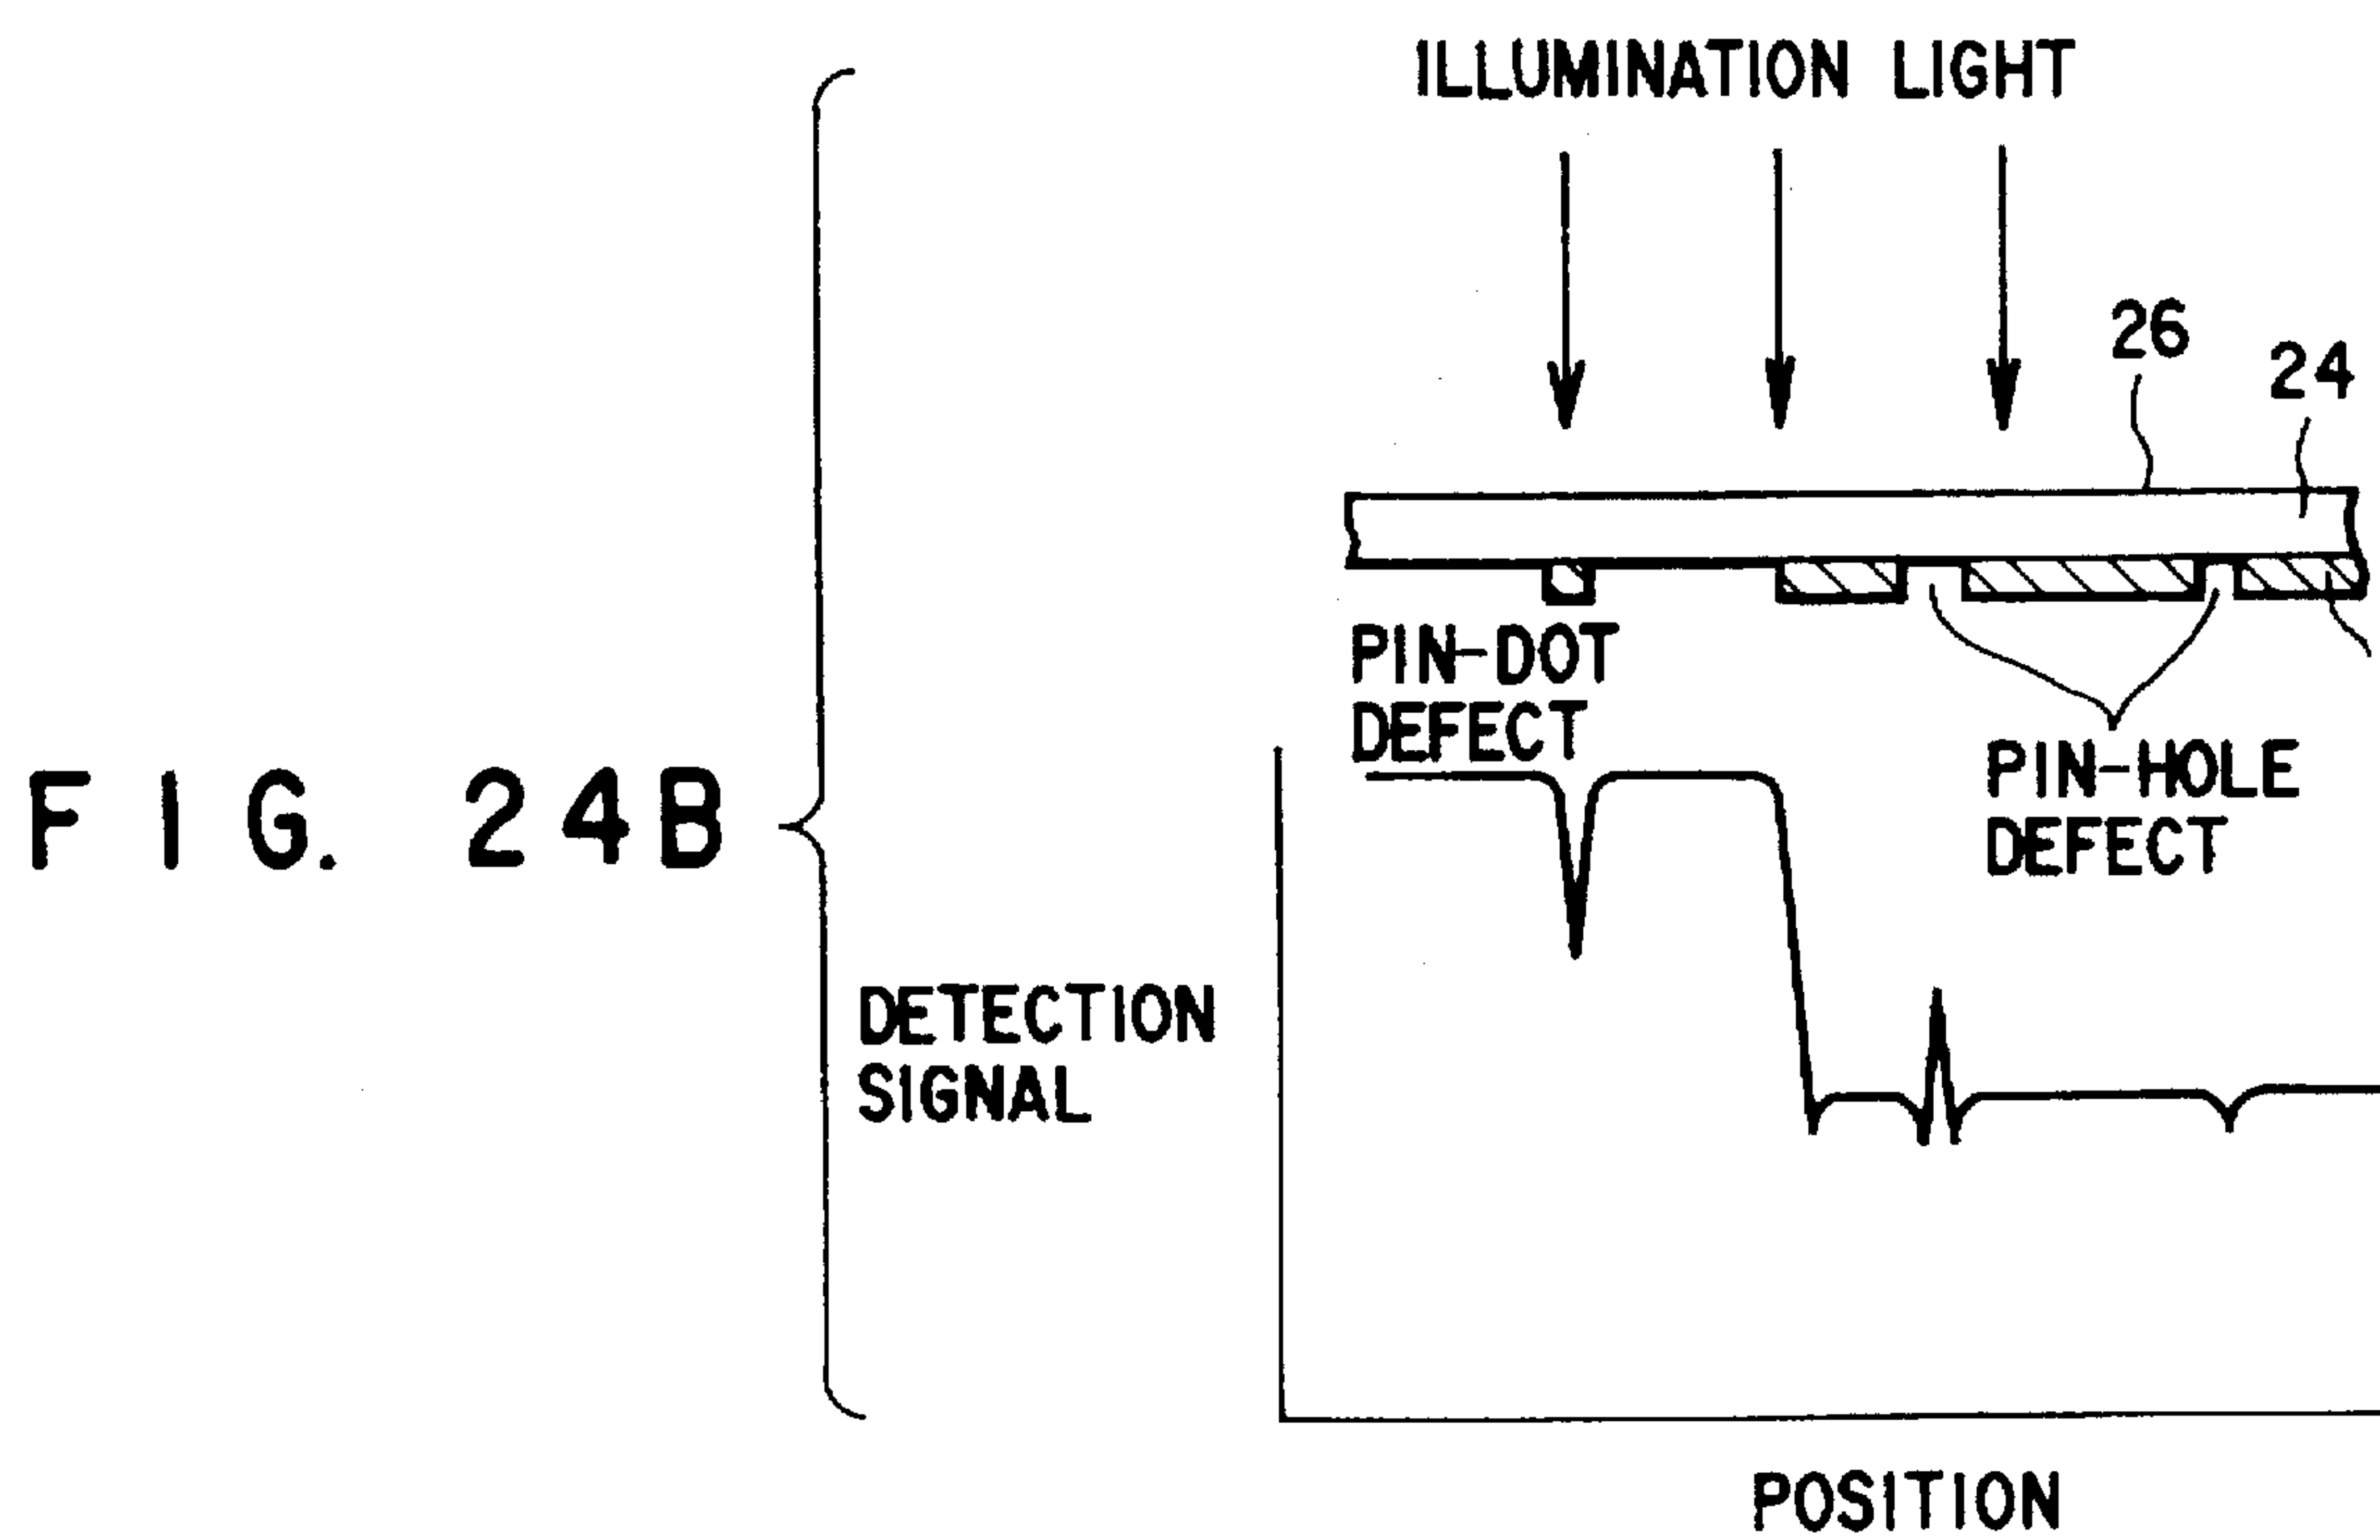 ILLUMINATION LIGHT
26
24
PIN-DOT
DEFECT
PIN-HOLE
DEFECT
FIG. 24B
DETECTION
SIGNAL
POSITION